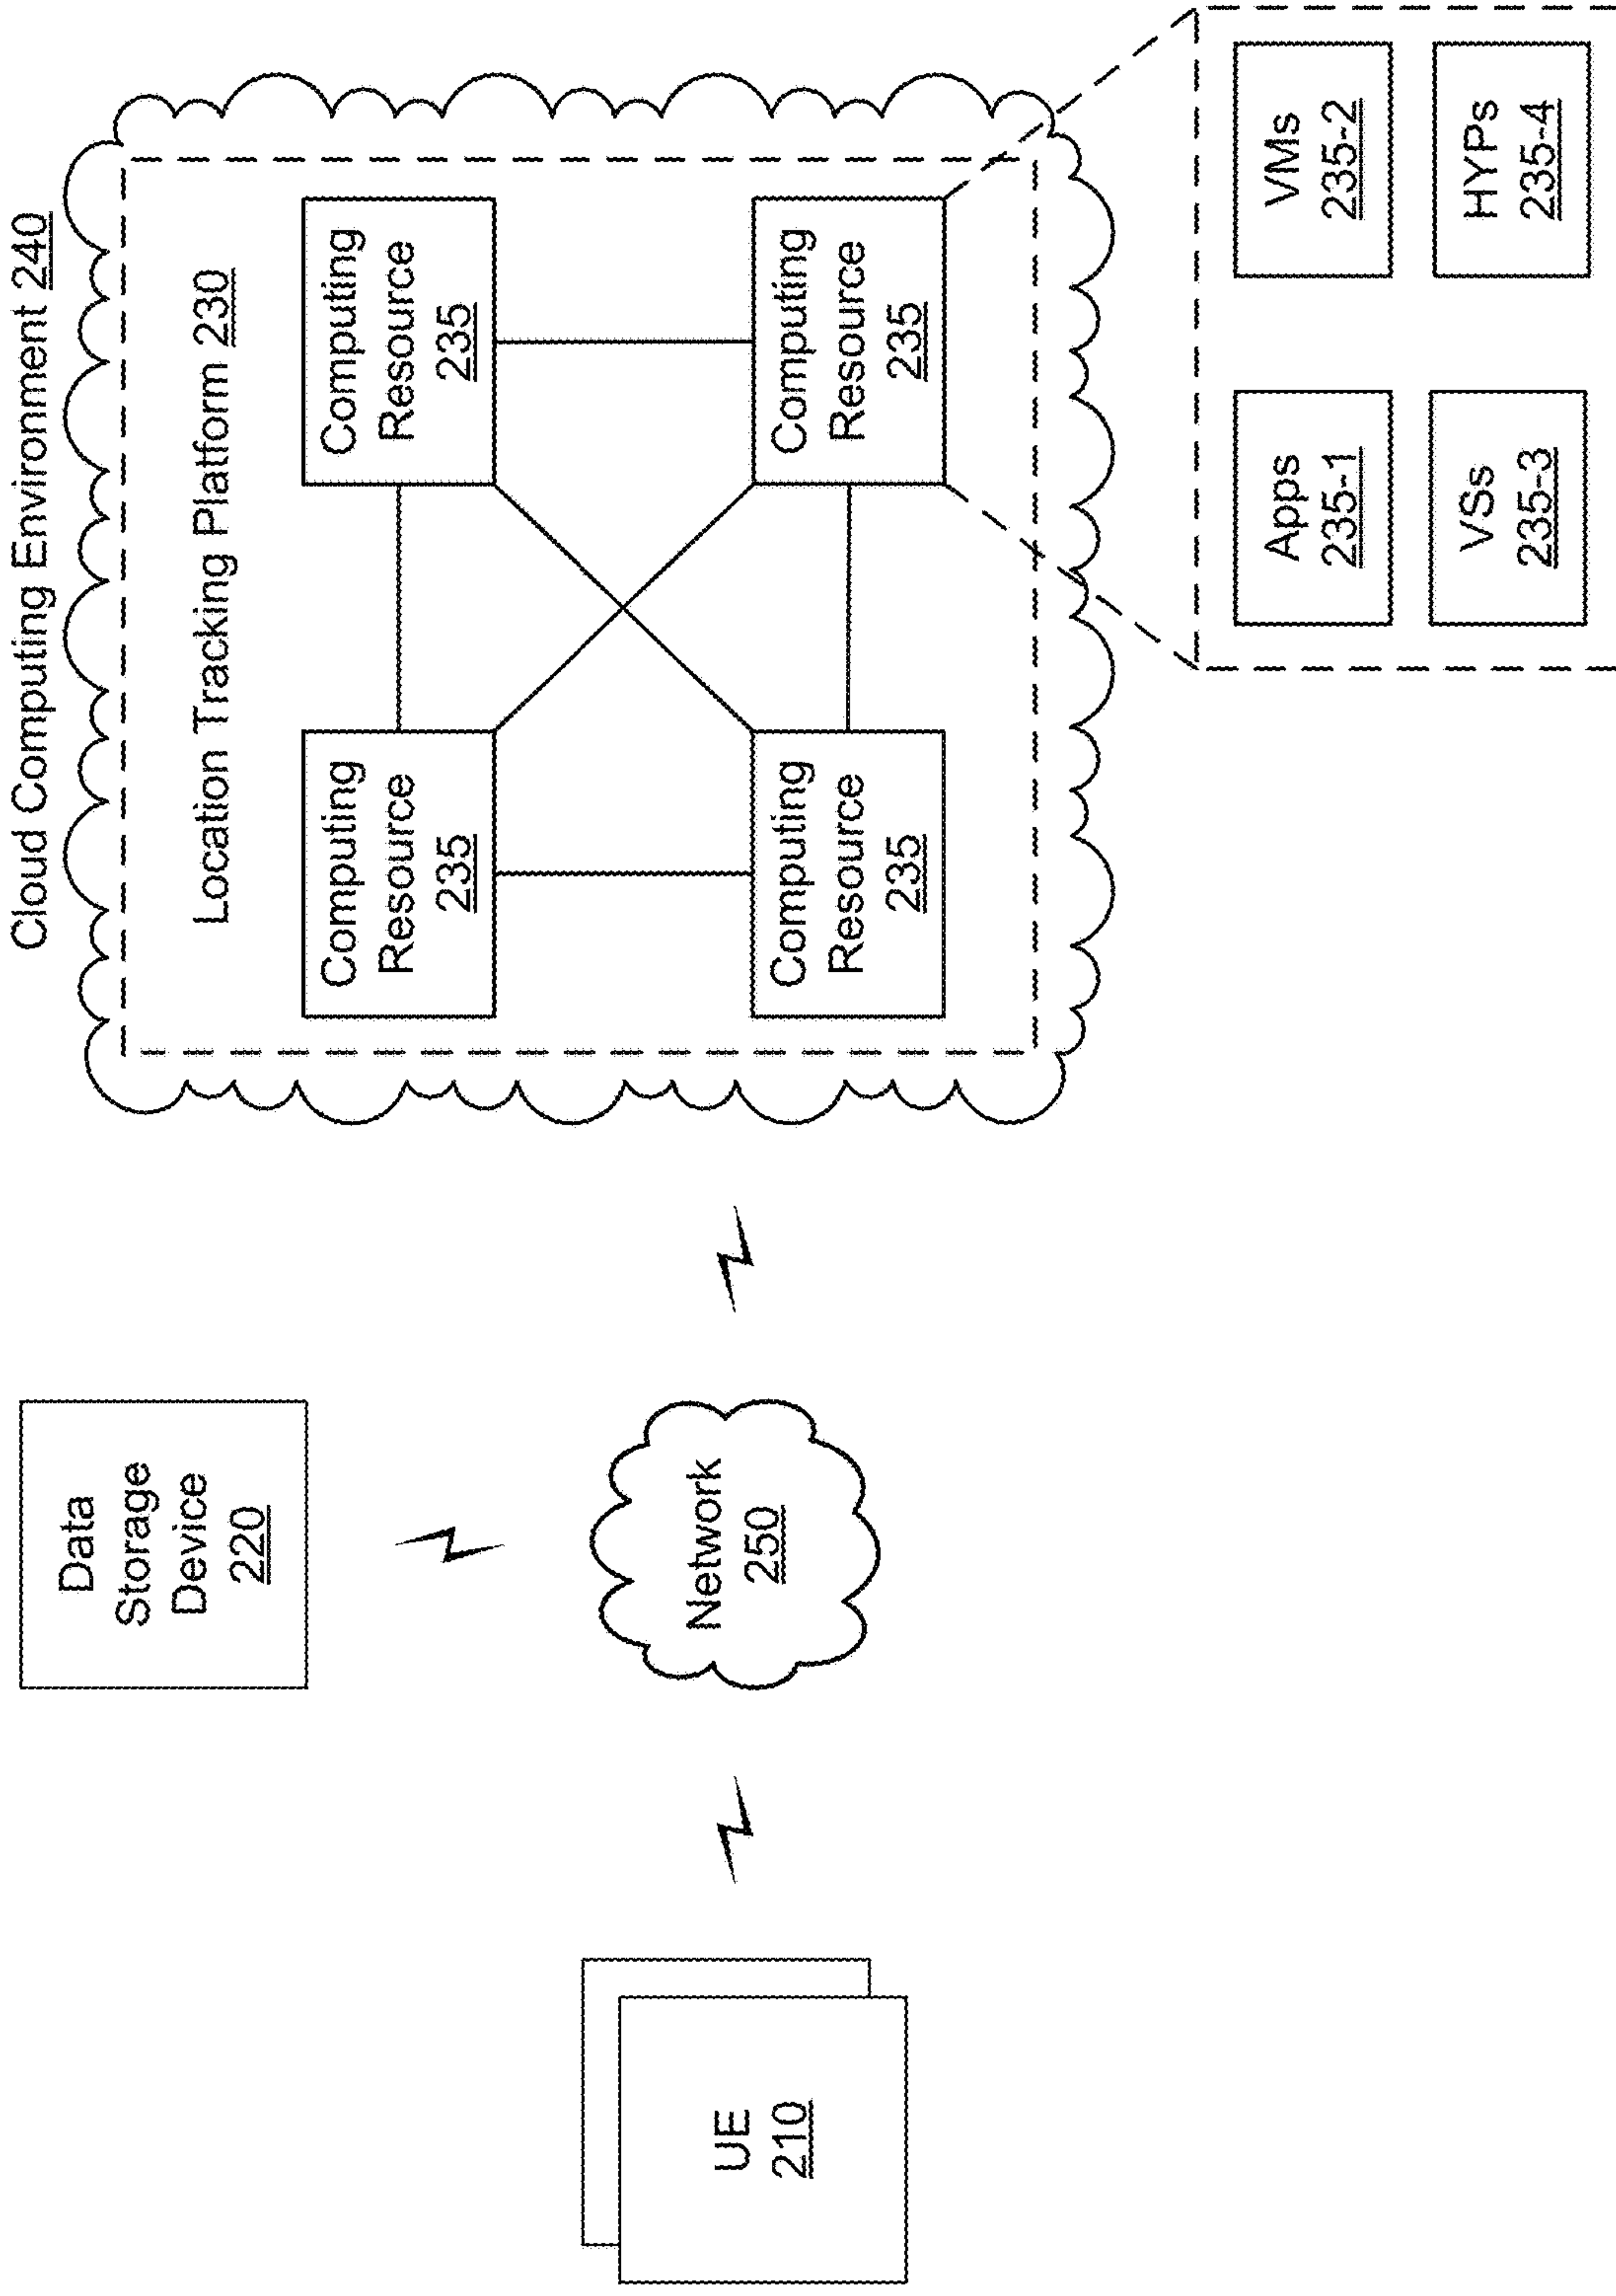 Cloud Computing Environment 240
Location Tracking Platform 230
Data
Storage
Device
220
Computing
Resource
235
Computing
Resource
235
UE
210
Network
250
Computing
Resource
235
Computing
Resource
235
Apps
235-1
VMs
235-2
VSs
235-3
HYPs
235-4